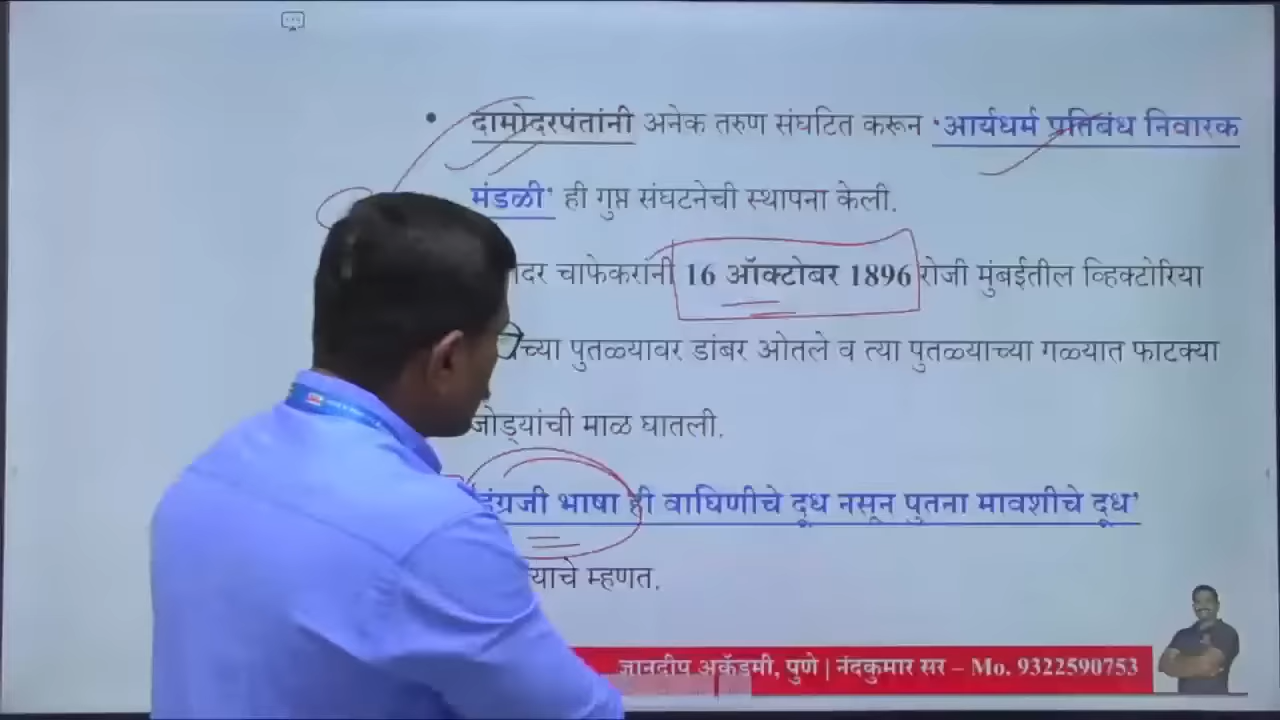 • दामोदरपंतांनी अनेक तरुण संघटित करून 'आर्यधर्म प्रतिबंध निवारक
मंडळी' ही गुप्त संघटनेची स्थापना केली.
चाफेकरांनी 16 ऑक्टोबर 1896 रोजी मुंबईतील व्हिक्टोरिया
पुतळ्यावर डांबर ओतले व त्या पुतळ्याच्या गळ्यात फाटक्या
जोड्यांची माळ घातली.
इंग्रजी भाषा ही वाघिणीचे दूध नसून पुतना मावशीचे दूध'
म्हणत.
ज्ञानदीप अकॅडमी, पुणे | नंदकुमार सर – Mo. 9322590753